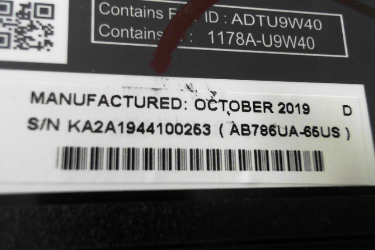 Contains F ID : ADTU9W40
Contains : 1178A-U9W40
MANUFACTURED: OCTOBER 2019 D
S/N KA2A1944100253 ( AB786UA-65US )